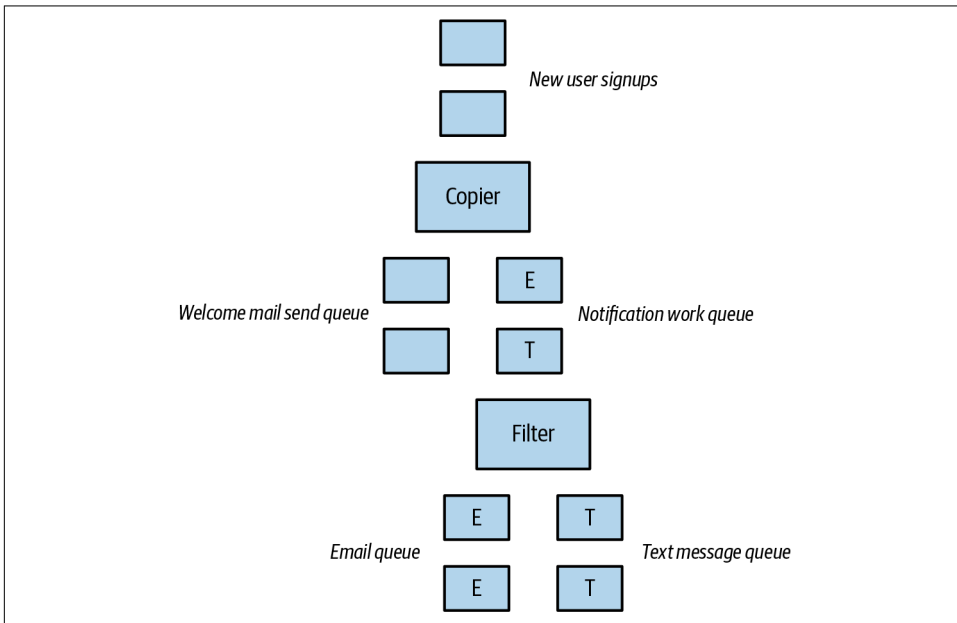 New user signups
Copier
E
Welcome mail send queue
Notification work queue
T
Filter
E
T
Email queue
Text message queue
E
T